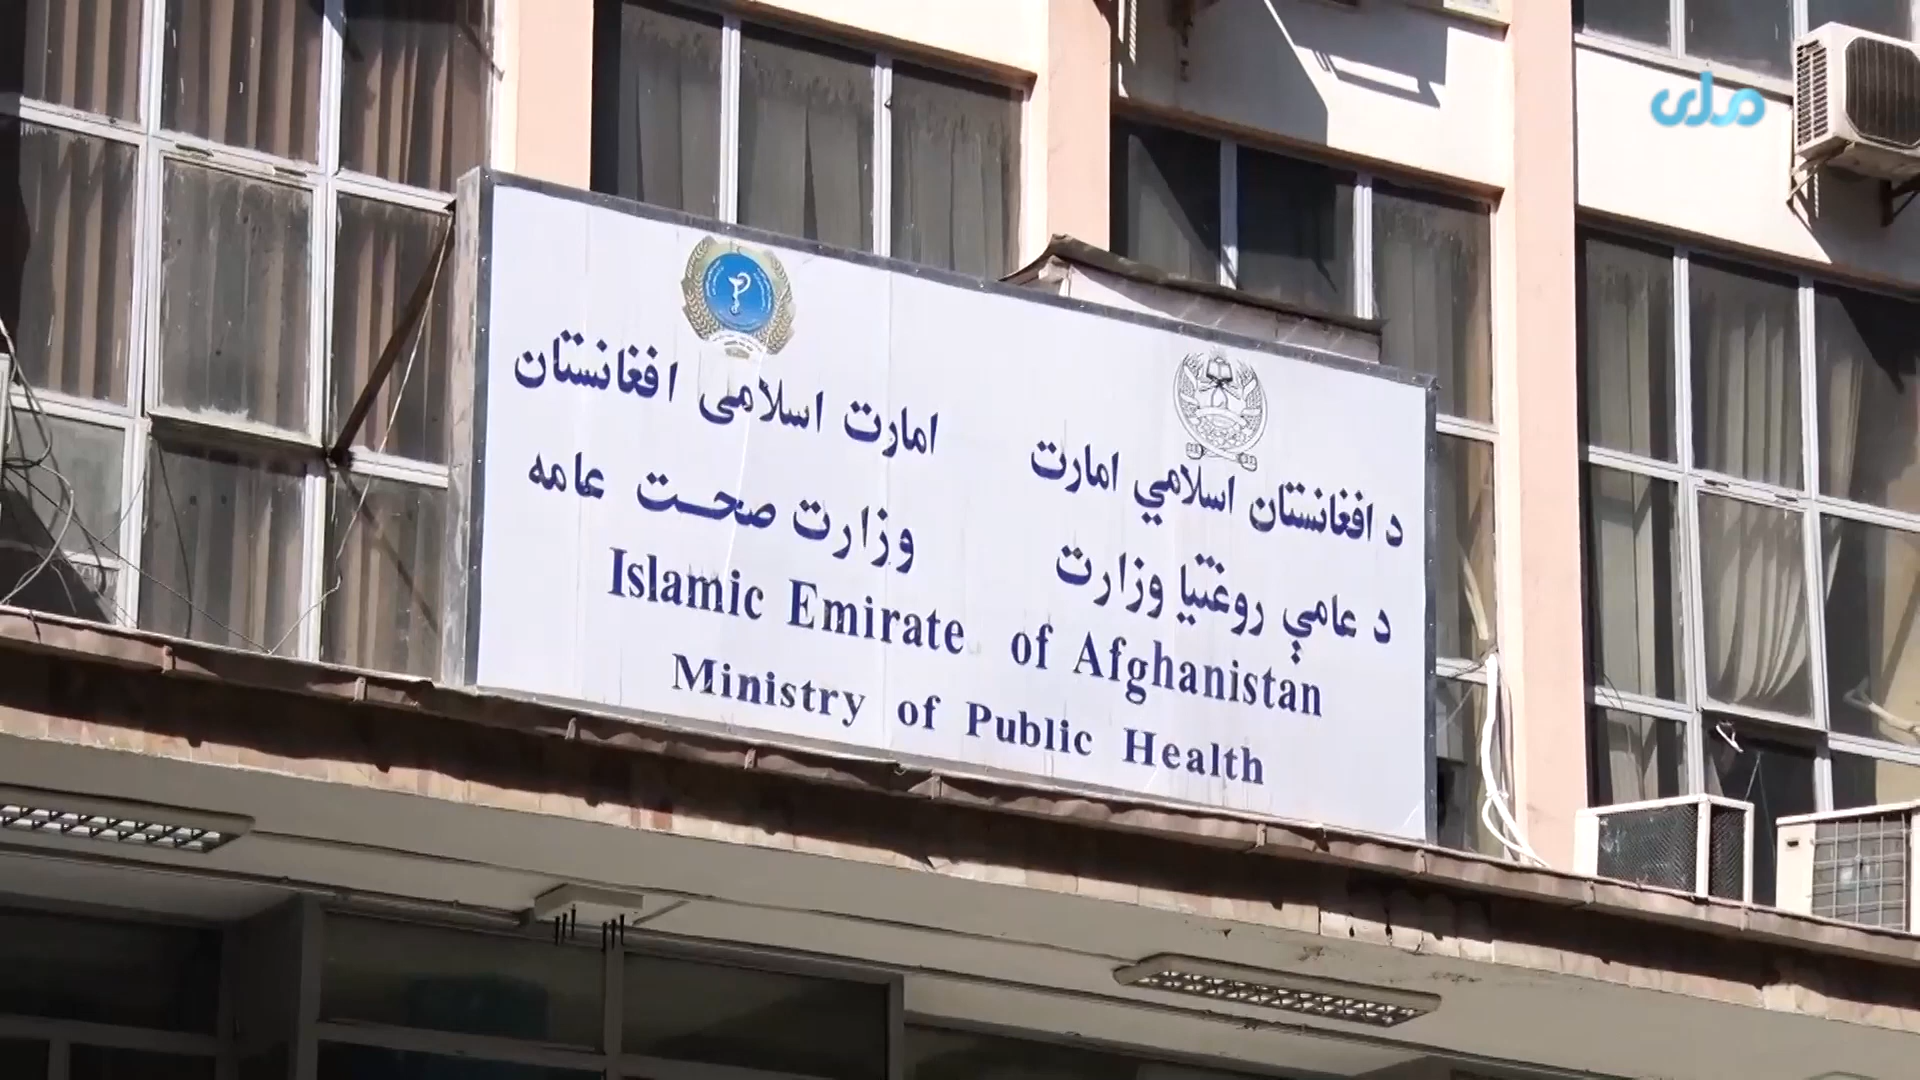 ملی
د افغانستان اسلامي امارت
د عامې روغتیا وزارت
امارت اسلامی افغانستان
وزارت صحت عامه
Islamic Emirate of Afghanistan
Ministry of Public Health